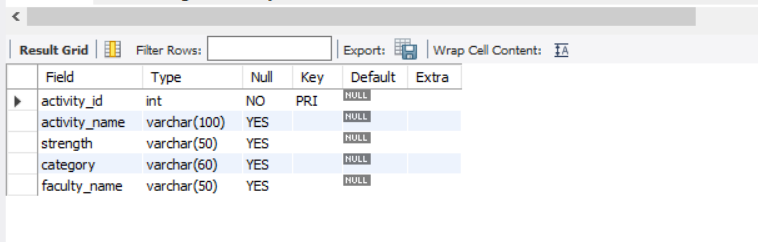 Result Grid Filter Rows: Export: Wrap Cell Content: IA
Field Type Null Key Default Extra
activity_id int NO PRI NULL
activity_name varchar(100) YES NULL
strength varchar(50) YES NULL
category varchar(60) YES NULL
faculty_name varchar(50) YES NULL